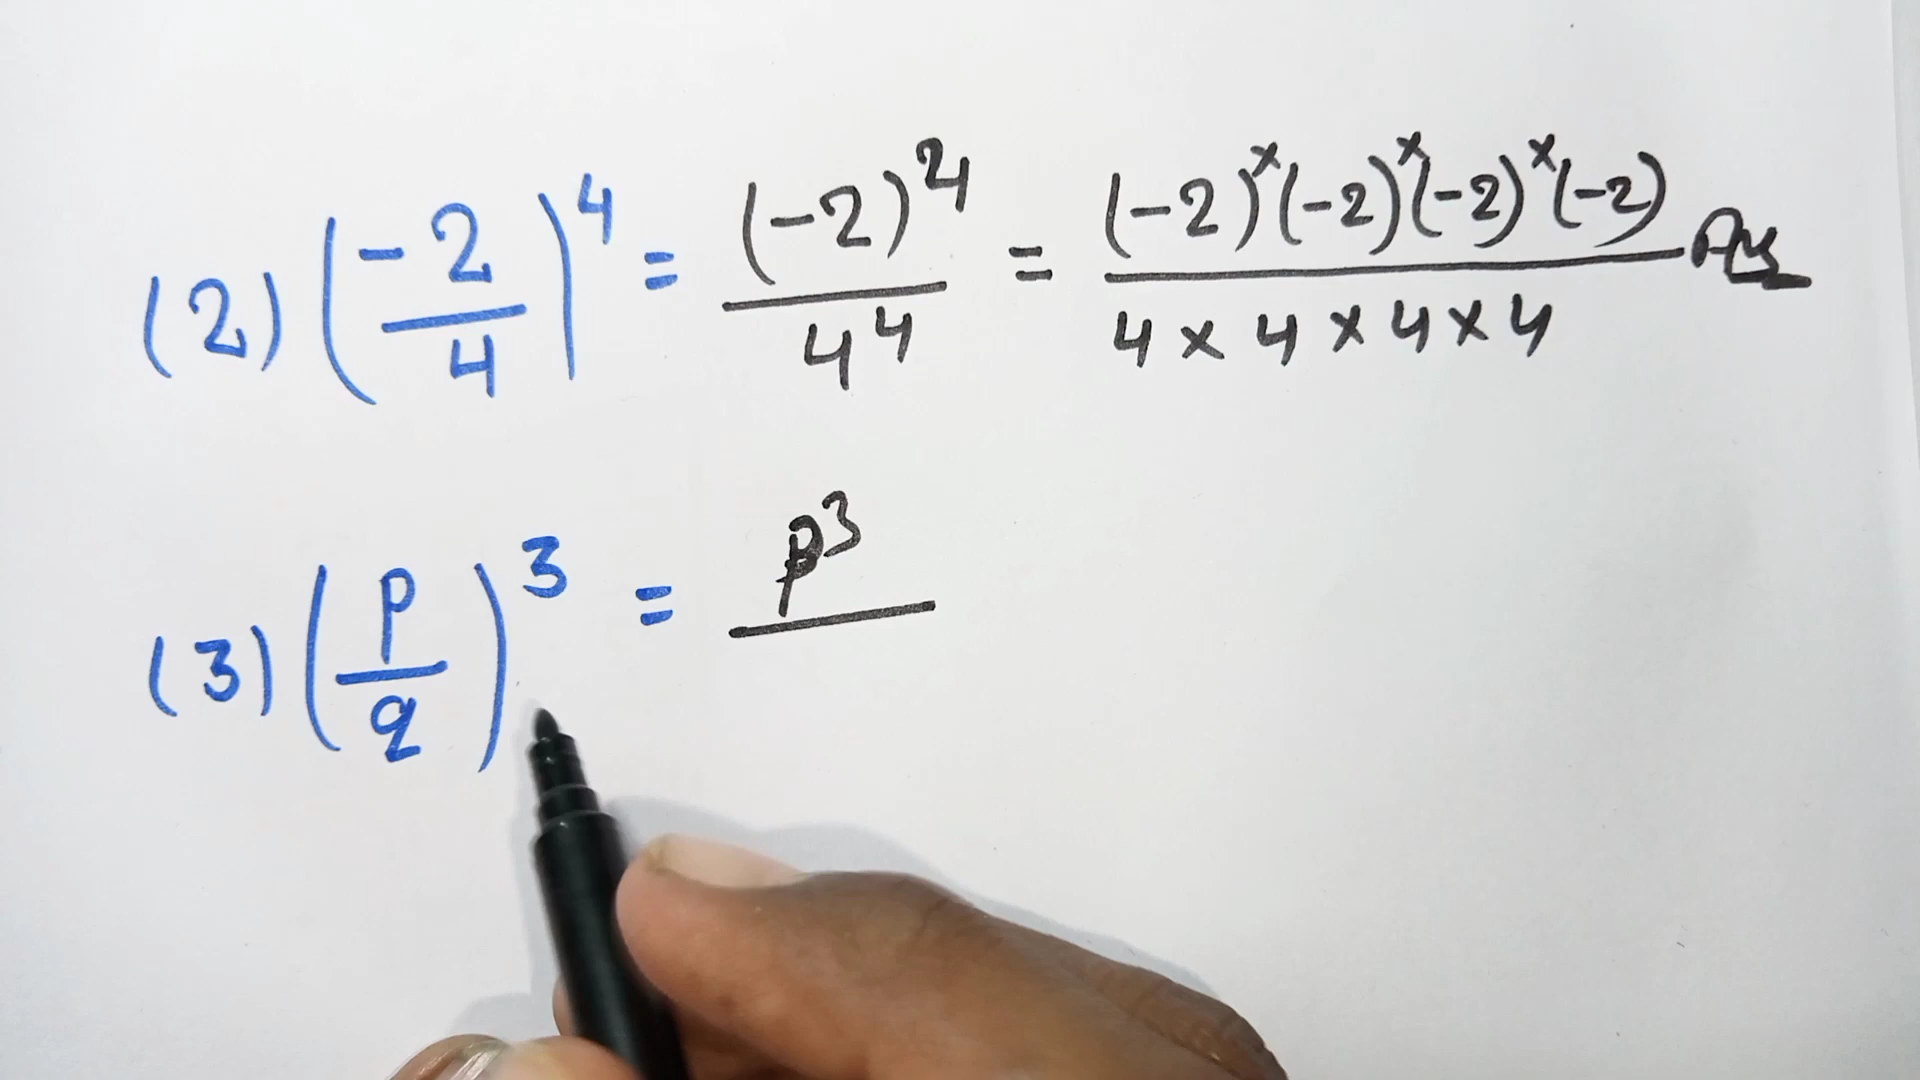 (2) (-2/4)^4 = (-2)^4/4^4 = (-2)×(-2)×(-2)×(-2)/4×4×4×4 Ans
(3) (p/q)^3 = p^3/